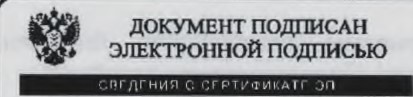 ДОКУМЕНТ ПОДПИСАН
ЭЛЕКТРОННОЙ ПОДПИСЬЮ
СВЕДЕНИЯ О СЕРТИФИКАТЕ ЭП